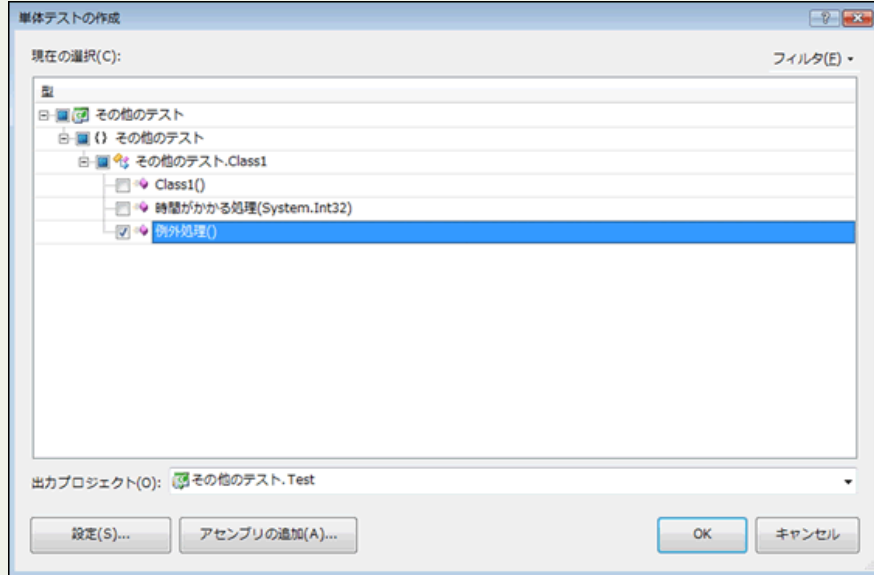 単体テストの作成
現在の選択(C):
フィルタ(F)
型
その他のテスト
{} その他のテスト
その他のテスト.Class1
Class1()
時間がかかる処理(System.Int32)
例外処理()
出力プロジェクト(O): その他のテスト.Test
設定(S)... アセンブリの追加(A)... OK キャンセル